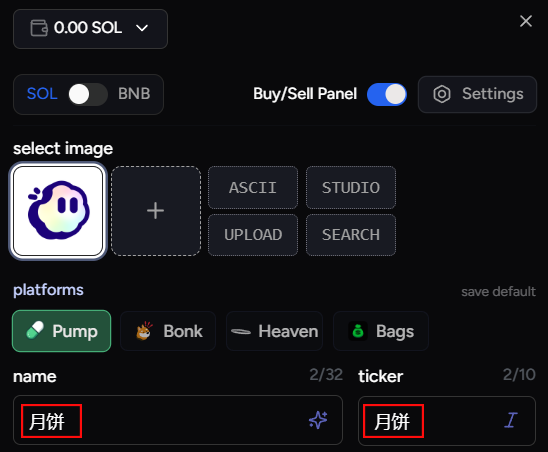 0.00 SOL
SOL BNB Buy/Sell Panel Settings
select image
ASCII STUDIO
UPLOAD SEARCH
platforms save default
Pump Bonk Heaven Bags
name 2/32 ticker 2/10
月饼 月饼